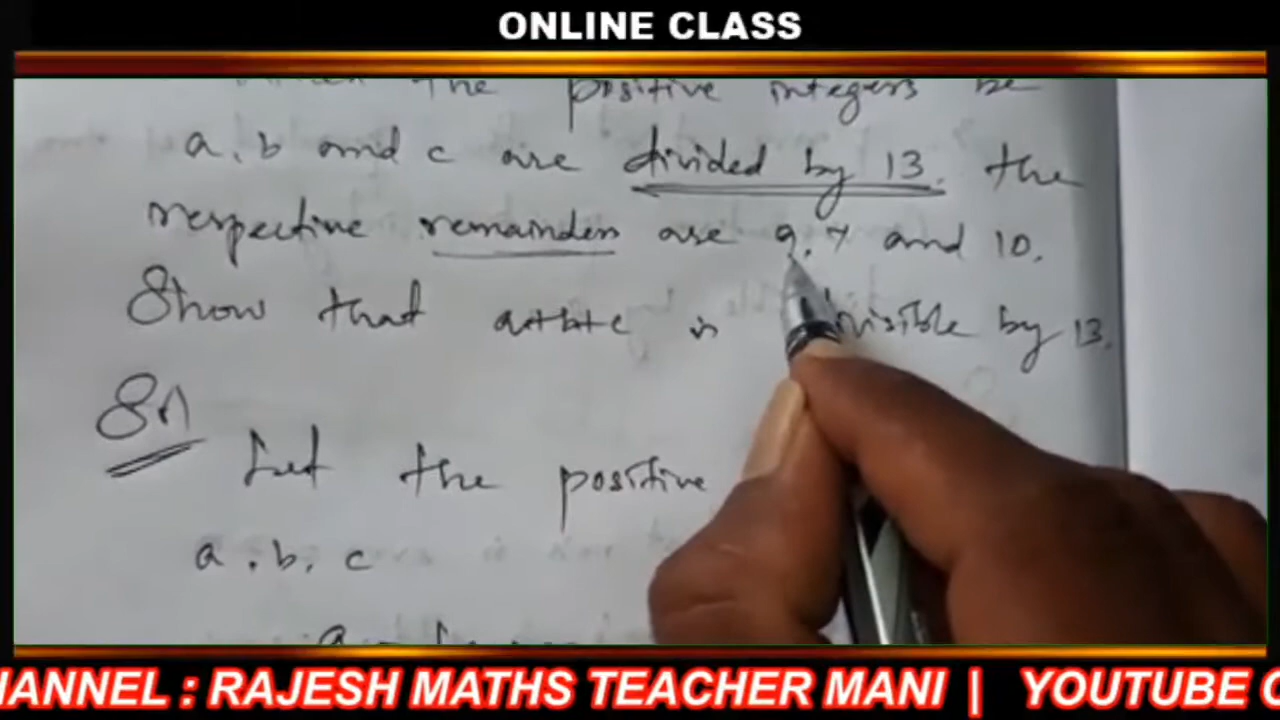 ONLINE CLASS
the positive integers be
a, b and c are divided by 13. the
respective remainders are 9, 7 and 10.
Show that a+b+c is divisible by 13.
Sol
Let the positive
a, b, c
HANNEL : RAJESH MATHS TEACHER MANI | YOUTUBE C